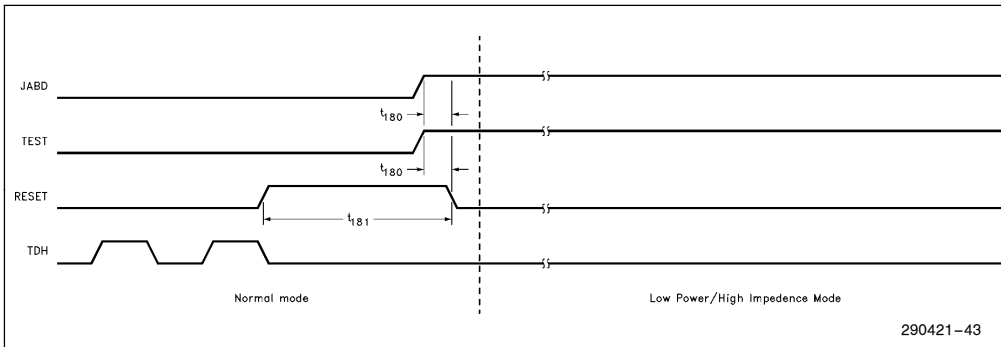 JABD
t180
TEST
t180
RESET
t181
TDH
Normal mode
Low Power/High Impedence Mode
290421-43